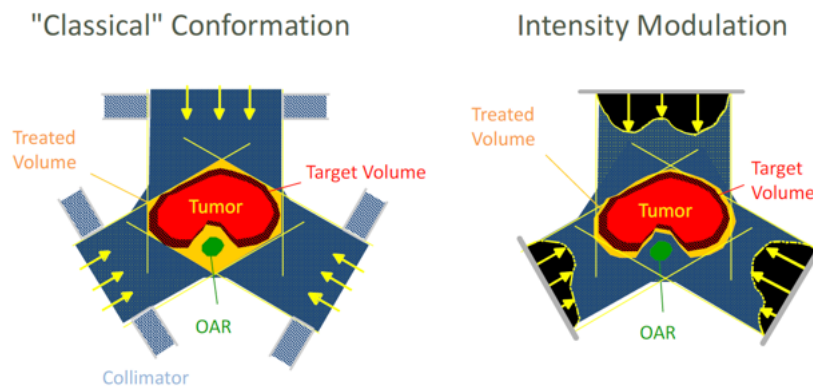 "Classical" Conformation
Treated
Volume
Target Volume
Tumor
OAR
Collimator
Intensity Modulation
Treated
Volume
Target
Volume
Tumor
OAR